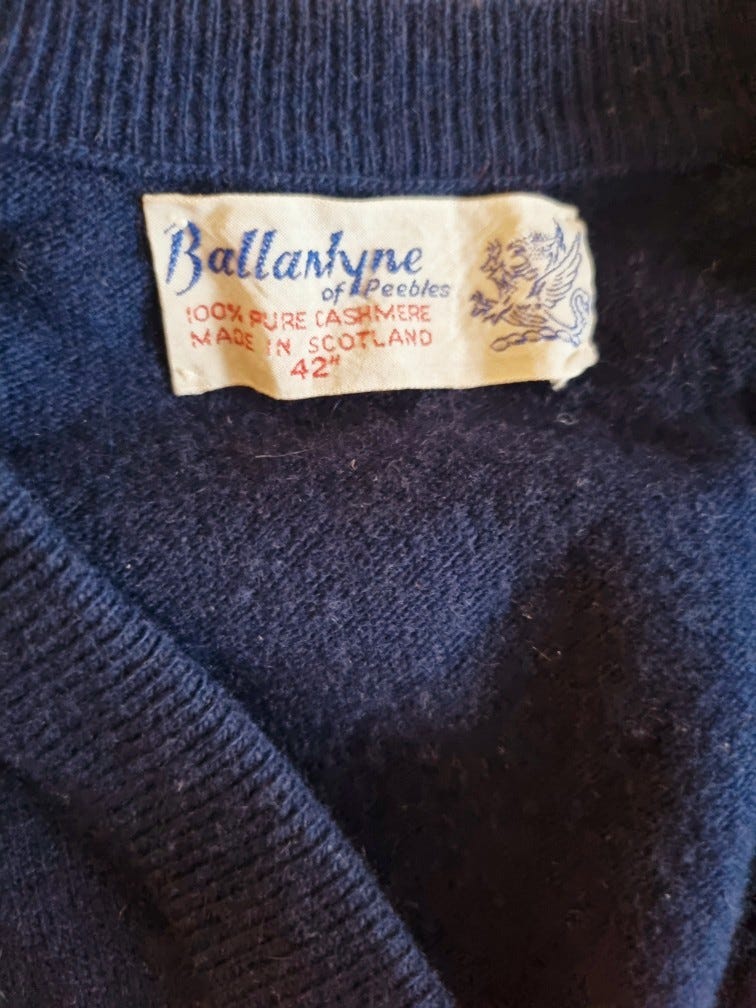 Ballantyne
of Peebles
100% PURE CASHMERE
MADE IN SCOTLAND
42"